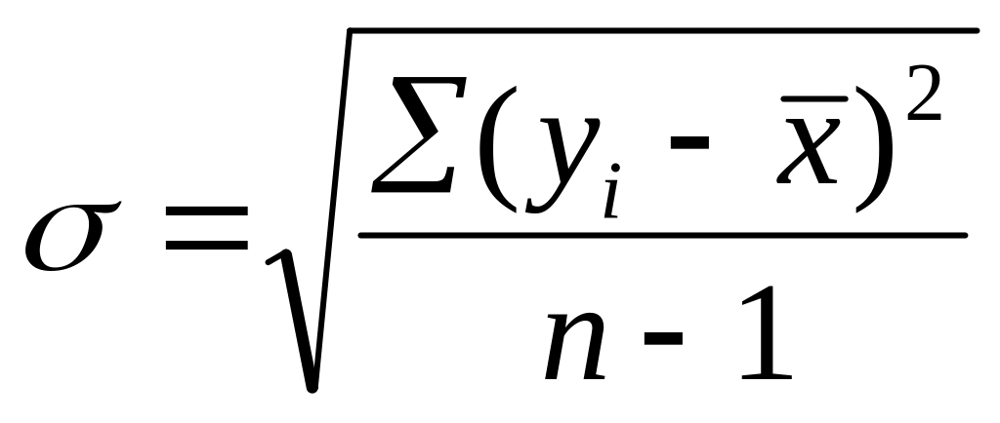 σ = √(Σ(yᵢ - x̄)² / (n - 1))